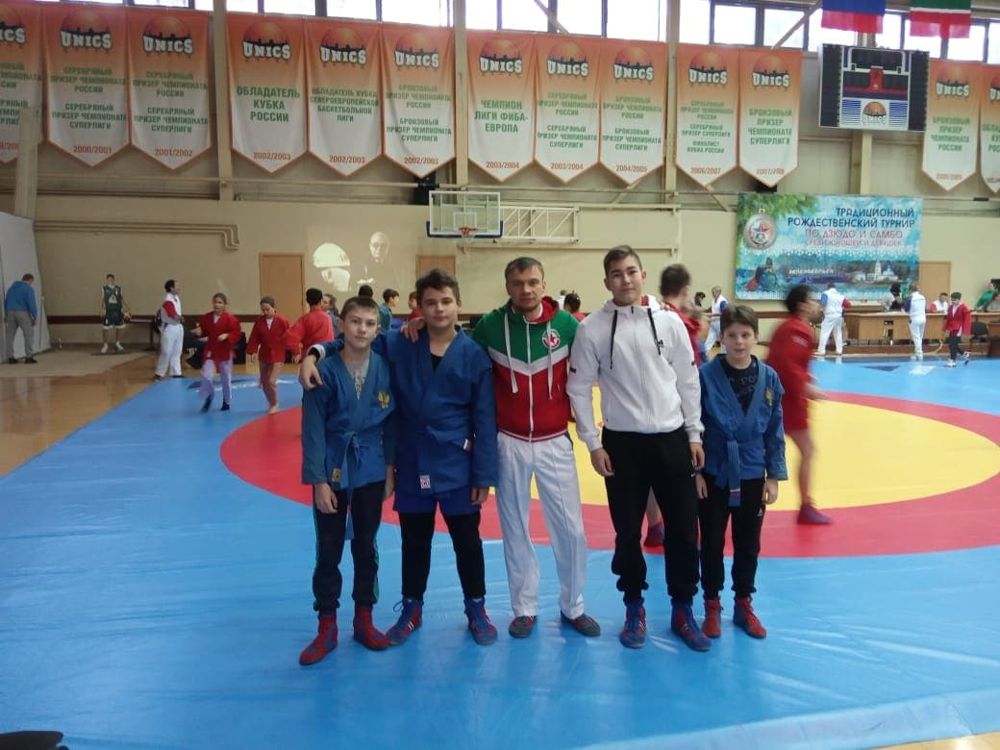 UNICS
UNICS
СЕРЕБРЯНЫЙ
ПРИЗЕР ЧЕМПИОНАТА
РОССИИ
СЕРЕБРЯНЫЙ
ПРИЗЕР ЧЕМПИОНАТА
СУПЕРЛИГИ
2000/2001
UNICS
СЕРЕБРЯНЫЙ
ПРИЗЕР ЧЕМПИОНАТА
РОССИИ
СЕРЕБРЯНЫЙ
ПРИЗЕР ЧЕМПИОНАТА
СУПЕРЛИГИ
2001/2002
UNICS
ОБЛАДАТЕЛЬ
КУБКА
РОССИИ
2002/2003
UNICS
ОБЛАДАТЕЛЬ КУБКА
СЕВЕРОЕВРОПЕЙСКОЙ
БАСКЕТБОЛЬНОЙ
ЛИГИ
2002/2003
UNICS
БРОНЗОВЫЙ
ПРИЗЕР ЧЕМПИОНАТА
РОССИИ
БРОНЗОВЫЙ
ПРИЗЕР ЧЕМПИОНАТА
СУПЕРЛИГИ
2002/2003
UNICS
ЧЕМПИОН
ЛИГИ ФИБА-
ЕВРОПА
2003/2004
UNICS
СЕРЕБРЯНЫЙ
ПРИЗЕР ЧЕМПИОНАТА
РОССИИ
СЕРЕБРЯНЫЙ
ПРИЗЕР ЧЕМПИОНАТА
СУПЕРЛИГИ
2003/2004
UNICS
БРОНЗОВЫЙ
ПРИЗЕР ЧЕМПИОНАТА
РОССИИ
БРОНЗОВЫЙ
ПРИЗЕР ЧЕМПИОНАТА
СУПЕРЛИГИ
2004/2005
UNICS
СЕРЕБРЯНЫЙ
ПРИЗЕР ЧЕМПИОНАТА
РОССИИ
СЕРЕБРЯНЫЙ
ПРИЗЕР СУПЕРЛИГИ
ФИНАЛИСТ
КУБКА РОССИИ
2006/2007
UNICS
БРОНЗОВЫЙ
ПРИЗЕР
ЧЕМПИОНАТА
РОССИИ
2007/2008
UNICS
БРОНЗОВЫЙ
ПРИЗЕР
ЧЕМПИОНАТА
РОССИИ
2008/2009
ТРАДИЦИОННЫЙ
РОЖДЕСТВЕНСКИЙ ТУРНИР
ПО ДЗЮДО И САМБО
СРЕДИ ЮНОШЕЙ И ДЕВУШЕК
ЗЕЛЕНОДОЛЬСК